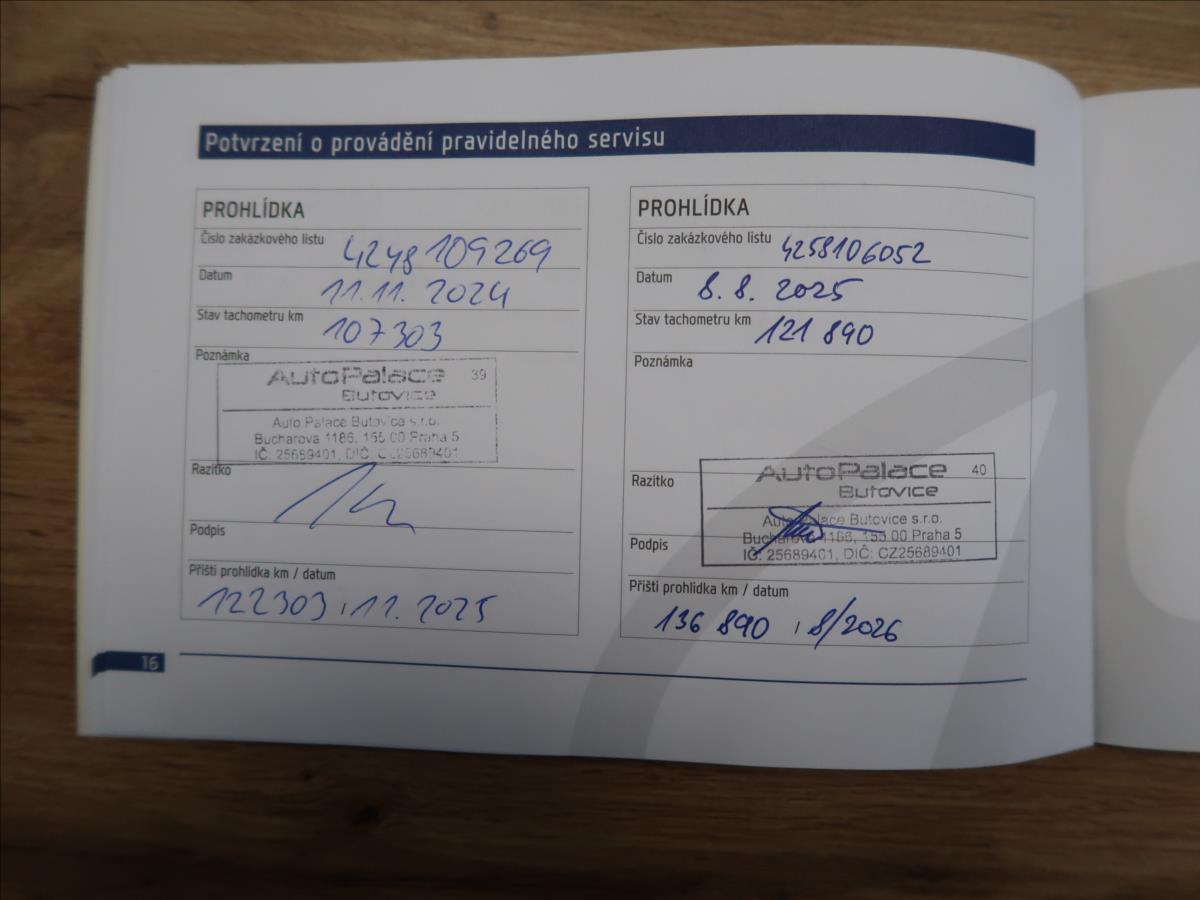 Potvrzení o provádění pravidelného servisu
PROHLÍDKA
Číslo zakázkového listu 4248109269
Datum 11.11. 2024
Stav tachometru km 107303
Poznámka
AutoPalace 39
Butovice
Auto Palace Butovice s.r.o.
Bucharova 1186, 155 00 Praha 5
IČ: 25689401, DIČ: CZ25689401
Razítko
Podpis
Příští prohlídka km / datum
122303, 11. 2025
PROHLÍDKA
Číslo zakázkového listu 4258106052
Datum 8. 8. 2025
Stav tachometru km 121 890
Poznámka
Razítko
AutoPalace 40
Butovice
Auto Palace Butovice s.r.o.
Bucharova 1186, 155 00 Praha 5
IČ: 25689401, DIČ: CZ25689401
Podpis
Příští prohlídka km / datum
136 890 , 8/2026
16